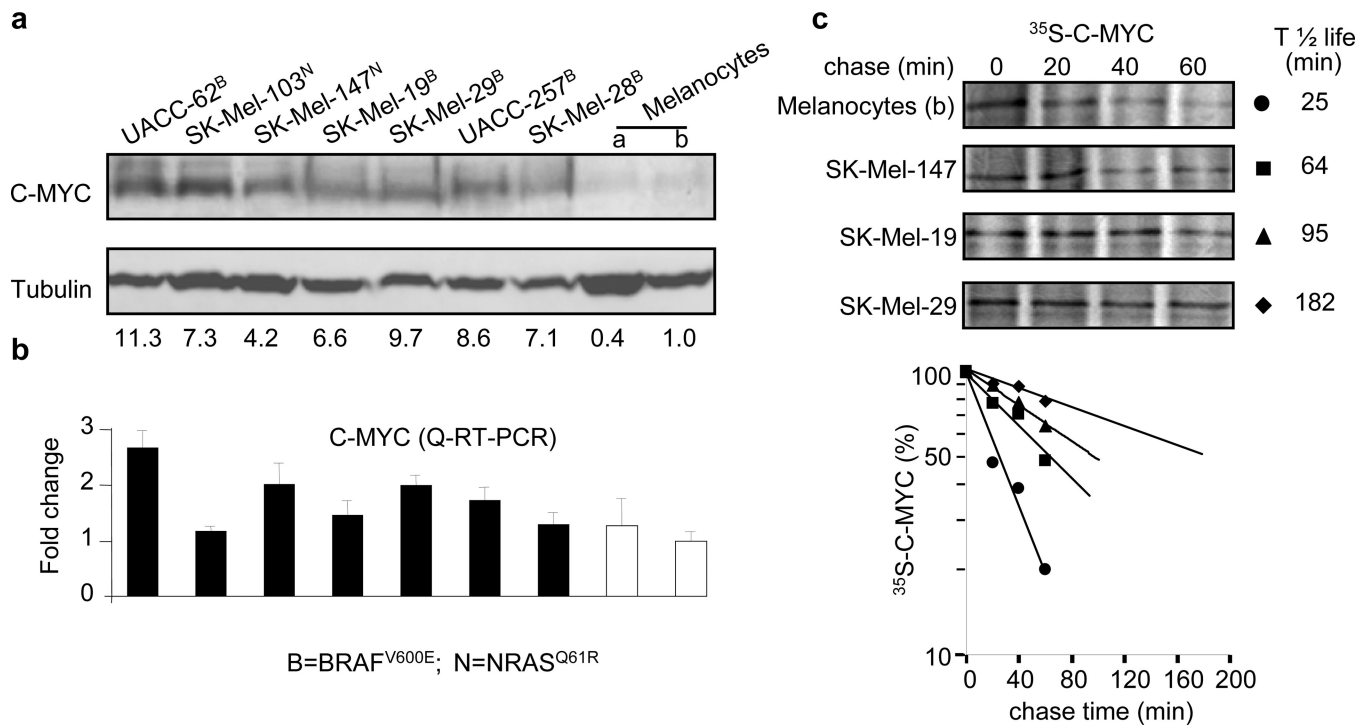 a
UACC-62ᴮ SK-Mel-103ᴺ SK-Mel-147ᴺ SK-Mel-19ᴮ SK-Mel-29ᴮ UACC-257ᴮ SK-Mel-28ᴮ Melanocytes
a b
C-MYC
Tubulin
11.3 7.3 4.2 6.6 9.7 8.6 7.1 0.4 1.0
b
C-MYC (Q-RT-PCR)
Fold change
3
2
1
0
B=BRAFⱽ⁶⁰⁰ᴱ; N=NRASQ⁶¹ᴿ
c
³⁵S-C-MYC
T ½ life
(min)
chase (min) 0 20 40 60
Melanocytes (b) 25
SK-Mel-147 64
SK-Mel-19 95
SK-Mel-29 182
³⁵S-C-MYC (%)
100
50
10
0 40 80 120 160 200
chase time (min)